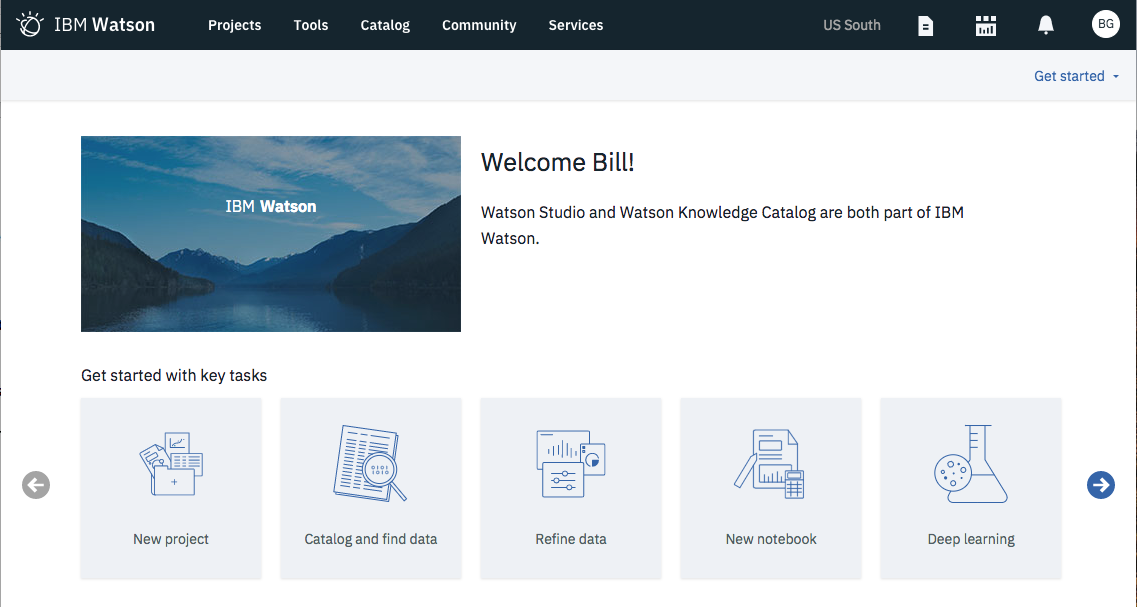 IBM Watson
Projects
Tools
Catalog
Community
Services
US South
BG
Get started
IBM Watson
Welcome Bill!
Watson Studio and Watson Knowledge Catalog are both part of IBM
Watson.
Get started with key tasks
0101
1010
New project
Catalog and find data
Refine data
New notebook
Deep learning